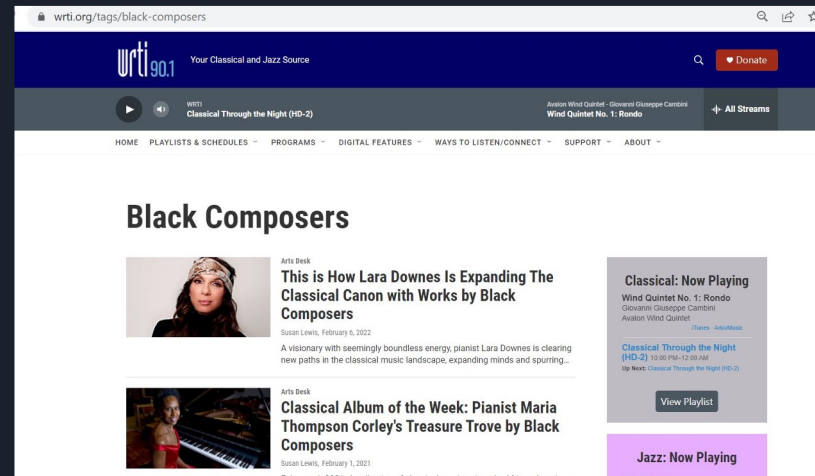 wrti.org/tags/black-composers
wrti 90.1
Your Classical and Jazz Source
Donate
WRTI
Classical Through the Night (HD-2)
Avalon Wind Quintet - Giovanni Giuseppe Cambini
Wind Quintet No. 1: Rondo
All Streams
HOME PLAYLISTS & SCHEDULES PROGRAMS DIGITAL FEATURES WAYS TO LISTEN/CONNECT SUPPORT ABOUT
Black Composers
Arts Desk
This is How Lara Downes Is Expanding The
Classical Canon with Works by Black
Composers
Susan Lewis, February 6, 2022
A visionary with seemingly boundless energy, pianist Lara Downes is clearing
new paths in the classical music landscape, expanding minds and spurring...
Arts Desk
Classical Album of the Week: Pianist Maria
Thompson Corley's Treasure Trove by Black
Composers
Susan Lewis, February 1, 2021
Classical: Now Playing
Wind Quintet No. 1: Rondo
Giovanni Giuseppe Cambini
Avalon Wind Quintet
iTunes ArkivMusic
Classical Through the Night
(HD-2) 10:00 PM–12:00 AM
Up Next: Classical Through the Night (HD-2)
View Playlist
Jazz: Now Playing